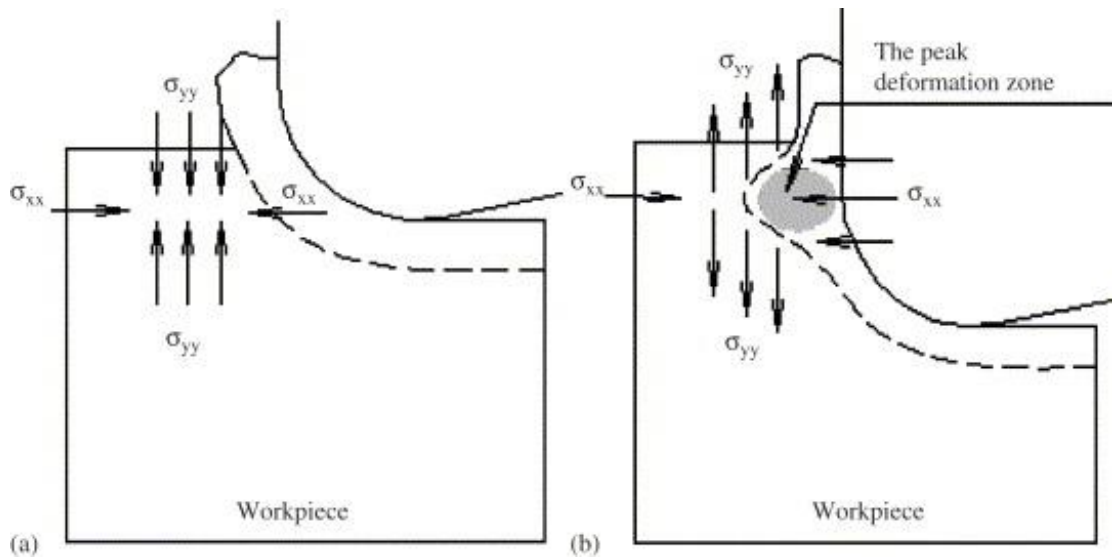 σyy
σxx
σxx
σyy
Workpiece
(a)
The peak
deformation zone
σyy
σxx
σxx
σyy
Workpiece
(b)